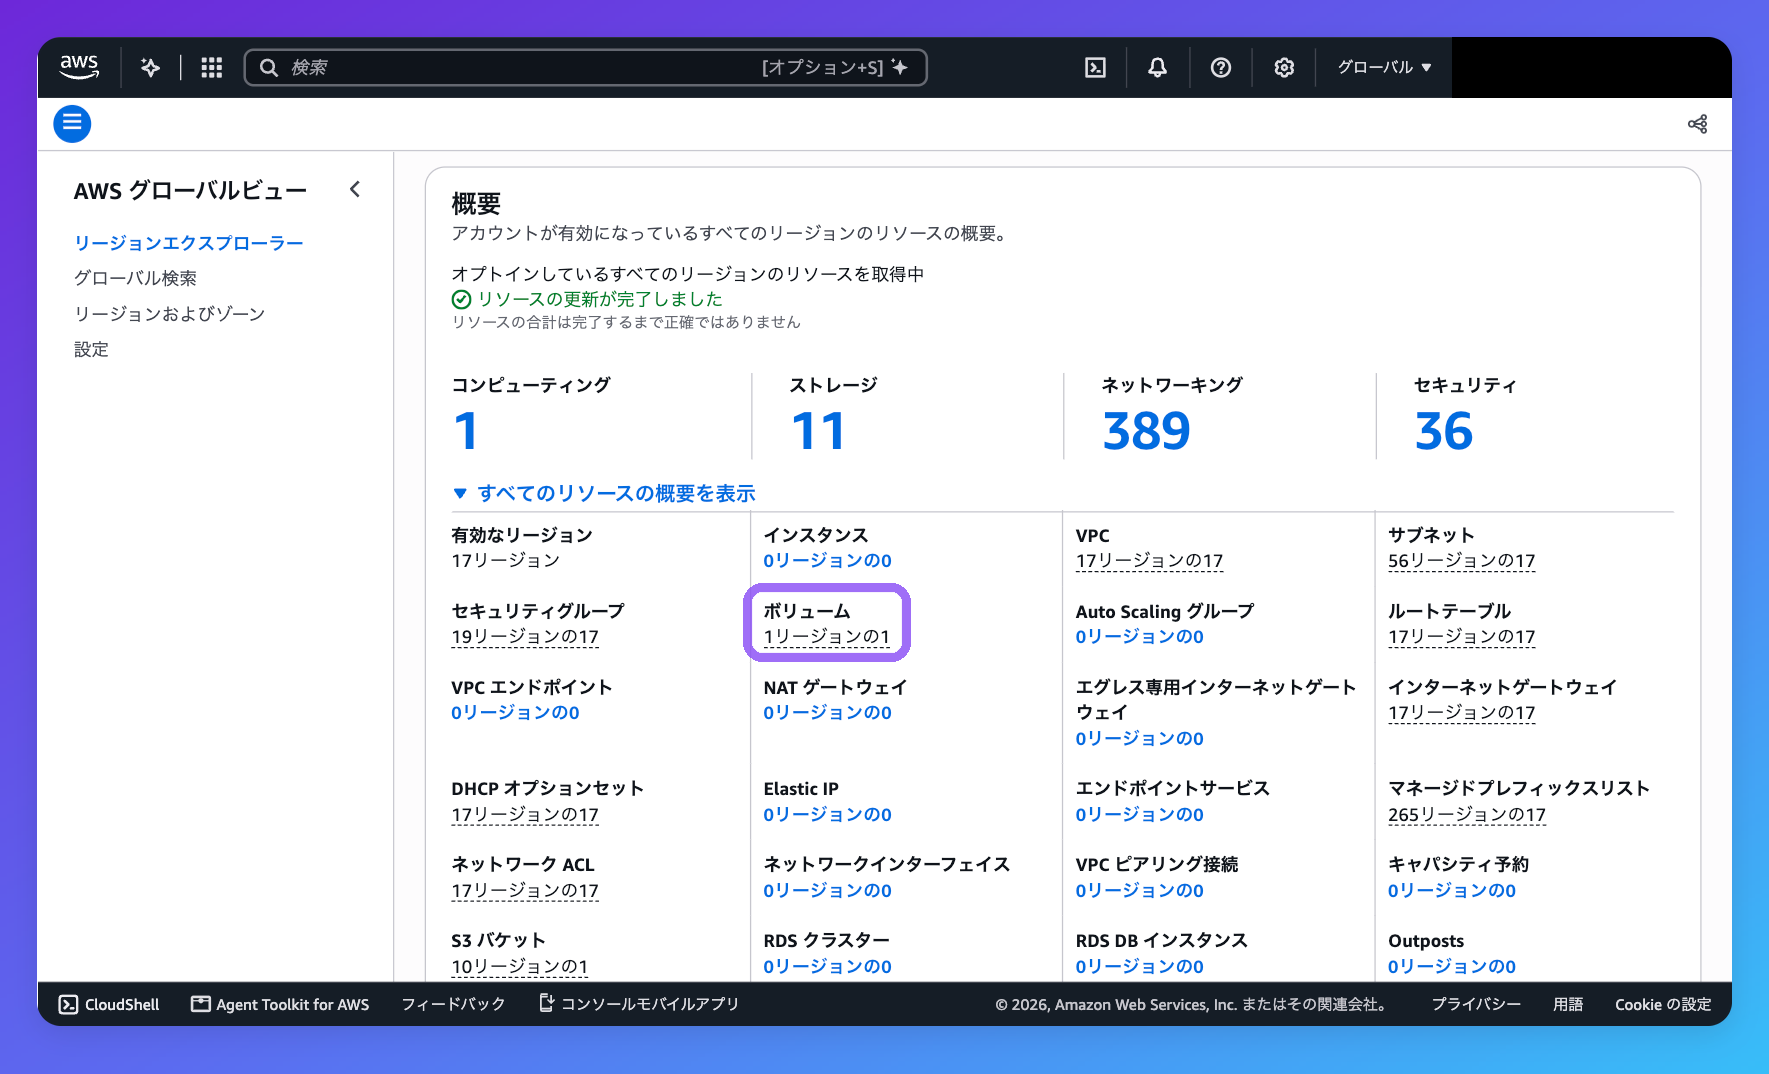 aws
検索
[オプション+S]
グローバル ▼
AWS グローバルビュー
リージョンエクスプローラー
グローバル検索
リージョンおよびゾーン
設定
概要
アカウントが有効になっているすべてのリージョンのリソースの概要。
オプトインしているすべてのリージョンのリソースを取得中
リソースの更新が完了しました
リソースの合計は完了するまで正確ではありません
コンピューティング
1
ストレージ
11
ネットワーキング
389
セキュリティ
36
▼ すべてのリソースの概要を表示
有効なリージョン
17リージョン
インスタンス
0リージョンの0
VPC
17リージョンの17
サブネット
56リージョンの17
セキュリティグループ
19リージョンの17
ボリューム
1リージョンの1
Auto Scaling グループ
0リージョンの0
ルートテーブル
17リージョンの17
VPC エンドポイント
0リージョンの0
NAT ゲートウェイ
0リージョンの0
エグレス専用インターネットゲート
ウェイ
0リージョンの0
インターネットゲートウェイ
17リージョンの17
DHCP オプションセット
17リージョンの17
Elastic IP
0リージョンの0
エンドポイントサービス
0リージョンの0
マネージドプレフィックスリスト
265リージョンの17
ネットワーク ACL
17リージョンの17
ネットワークインターフェイス
0リージョンの0
VPC ピアリング接続
0リージョンの0
キャパシティ予約
0リージョンの0
S3 バケット
10リージョンの1
RDS クラスター
0リージョンの0
RDS DB インスタンス
0リージョンの0
Outposts
0リージョンの0
CloudShell
Agent Toolkit for AWS
フィードバック
コンソールモバイルアプリ
© 2026, Amazon Web Services, Inc. またはその関連会社。
プライバシー
用語
Cookie の設定